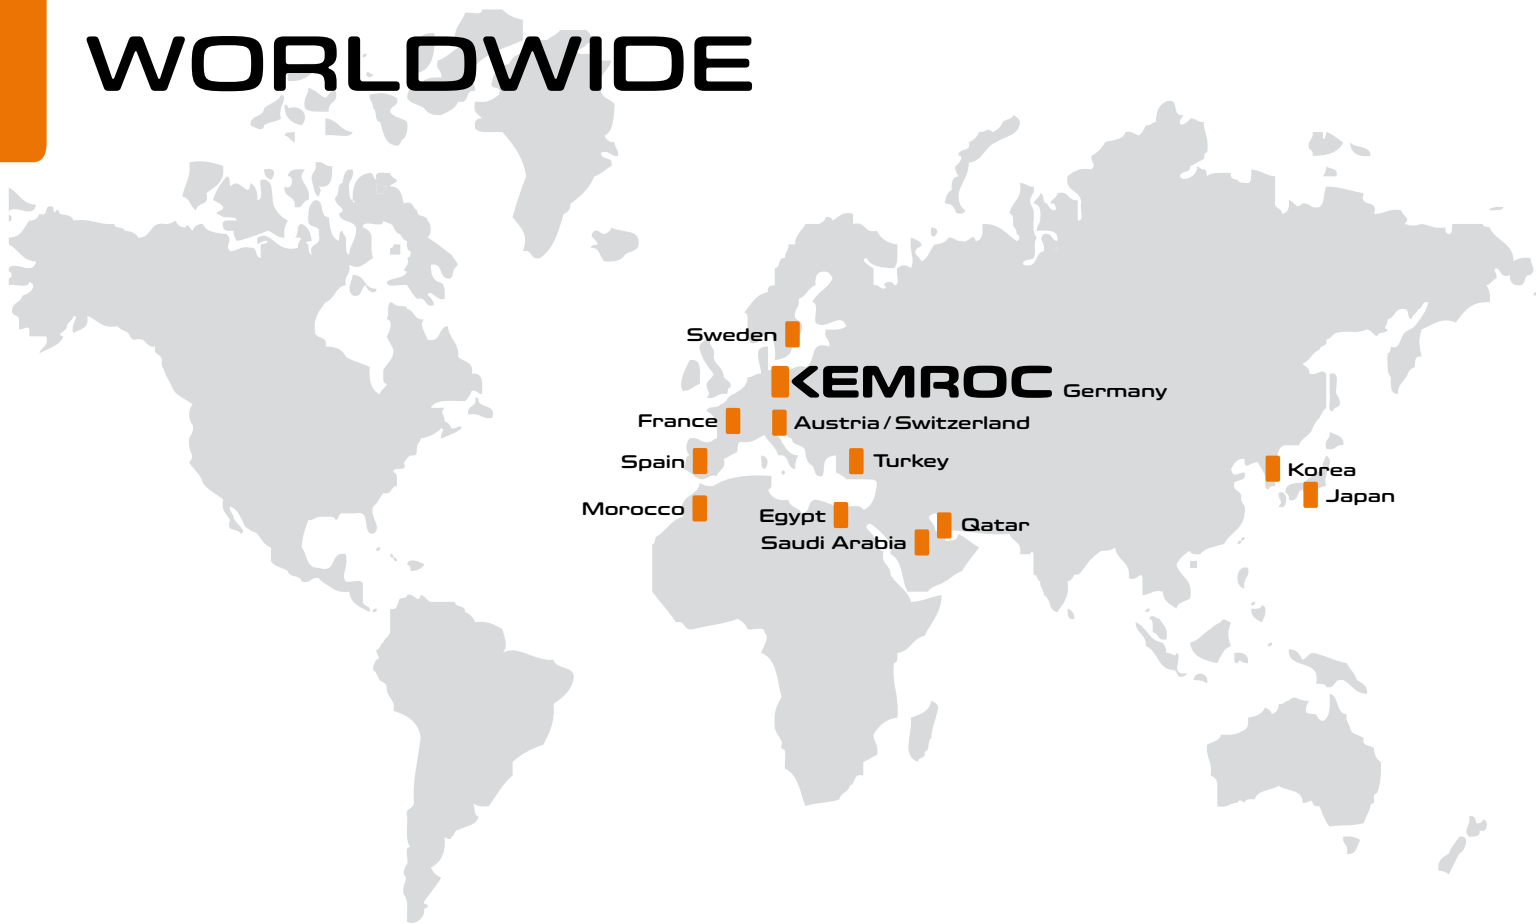 WORLDWIDE
Sweden
KEMROC Germany
France
Austria / Switzerland
Spain
Turkey
Korea
Japan
Morocco
Egypt
Qatar
Saudi Arabia